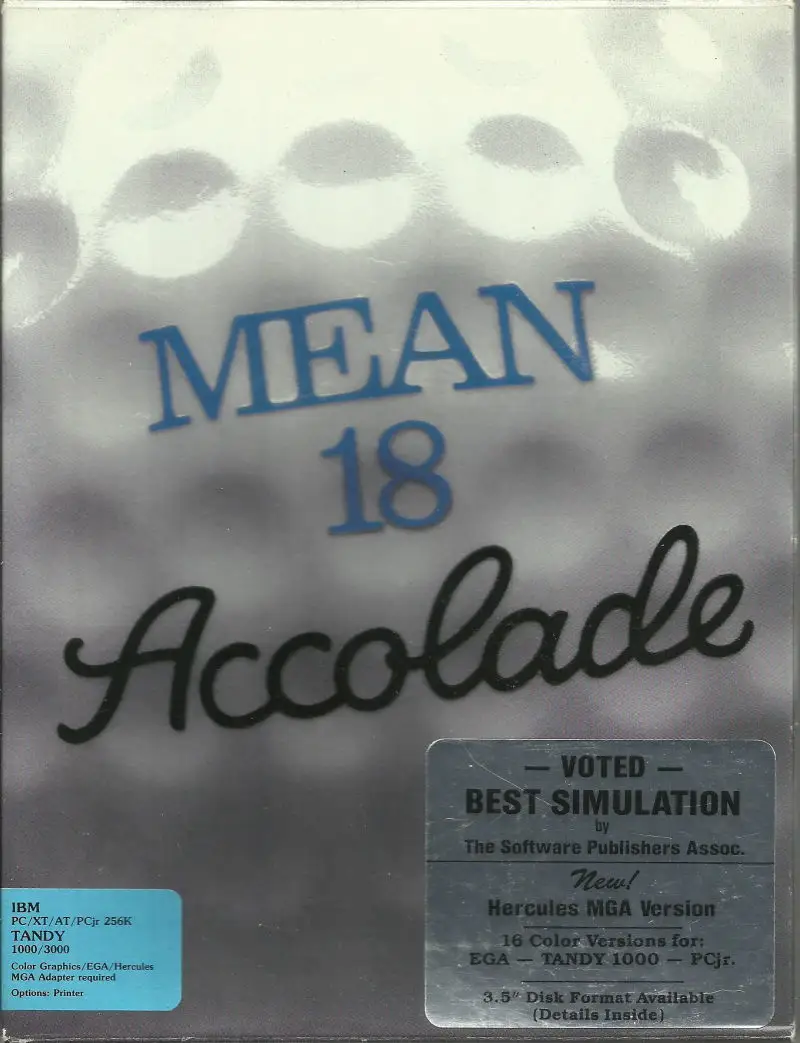 MEAN
18
Accolade
— VOTED —
BEST SIMULATION
by
The Software Publishers Assoc.
New!
Hercules MGA Version
16 Color Versions for:
EGA — TANDY 1000 — PCjr.
3.5" Disk Format Available
(Details Inside)
IBM
PC/XT/AT/PCjr 256K
TANDY
1000/3000
Color Graphics/EGA/Hercules
MGA Adapter required
Options: Printer